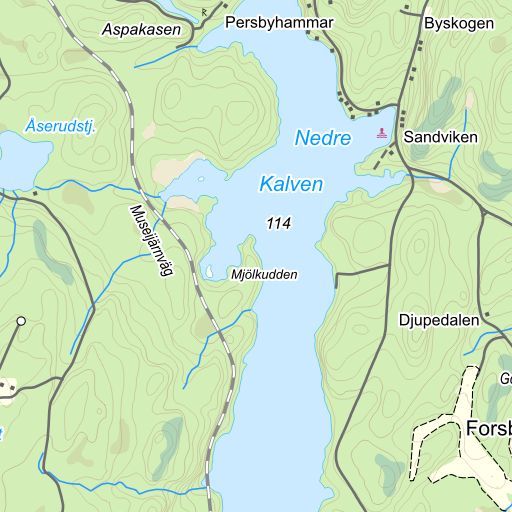 Persbyhammar
Byskogen
Aspakasen
R
Åserudstj.
Nedre
Sandviken
Kalven
Museijärnväg
114
Mjölkudden
Djupedalen